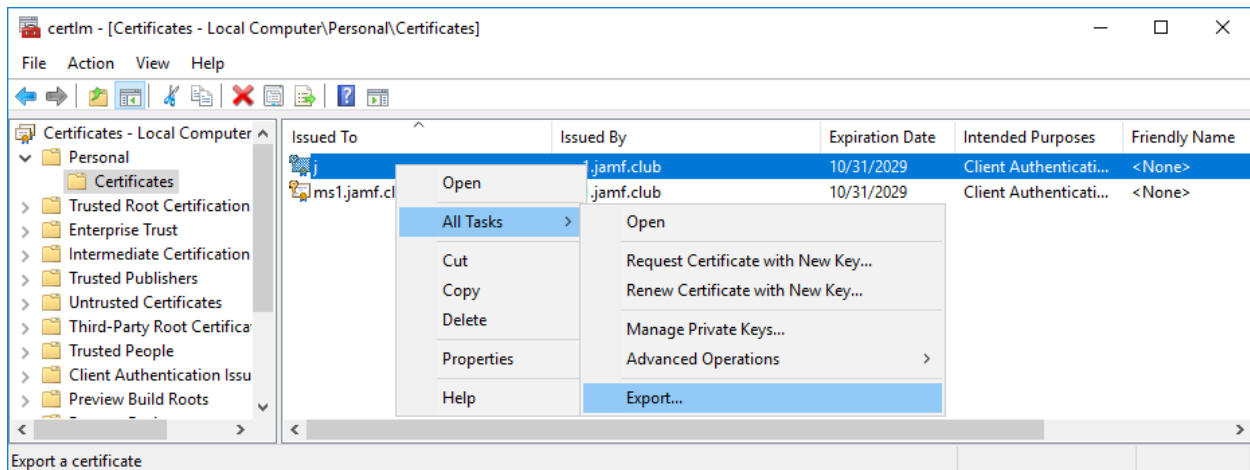 certlm - [Certificates - Local Computer\Personal\Certificates]
File Action View Help
Certificates - Local Computer
Personal
Certificates
Trusted Root Certification
Enterprise Trust
Intermediate Certification
Trusted Publishers
Untrusted Certificates
Third-Party Root Certifica
Trusted People
Client Authentication Issu
Preview Build Roots
Issued To Issued By Expiration Date Intended Purposes Friendly Name
j 1.jamf.club 10/31/2029 Client Authenticati... <None>
ms1.jamf.cl .jamf.club 10/31/2029 Client Authenticati... <None>
Open
All Tasks
Cut
Copy
Delete
Properties
Help
Open
Request Certificate with New Key...
Renew Certificate with New Key...
Manage Private Keys...
Advanced Operations
Export...
Export a certificate